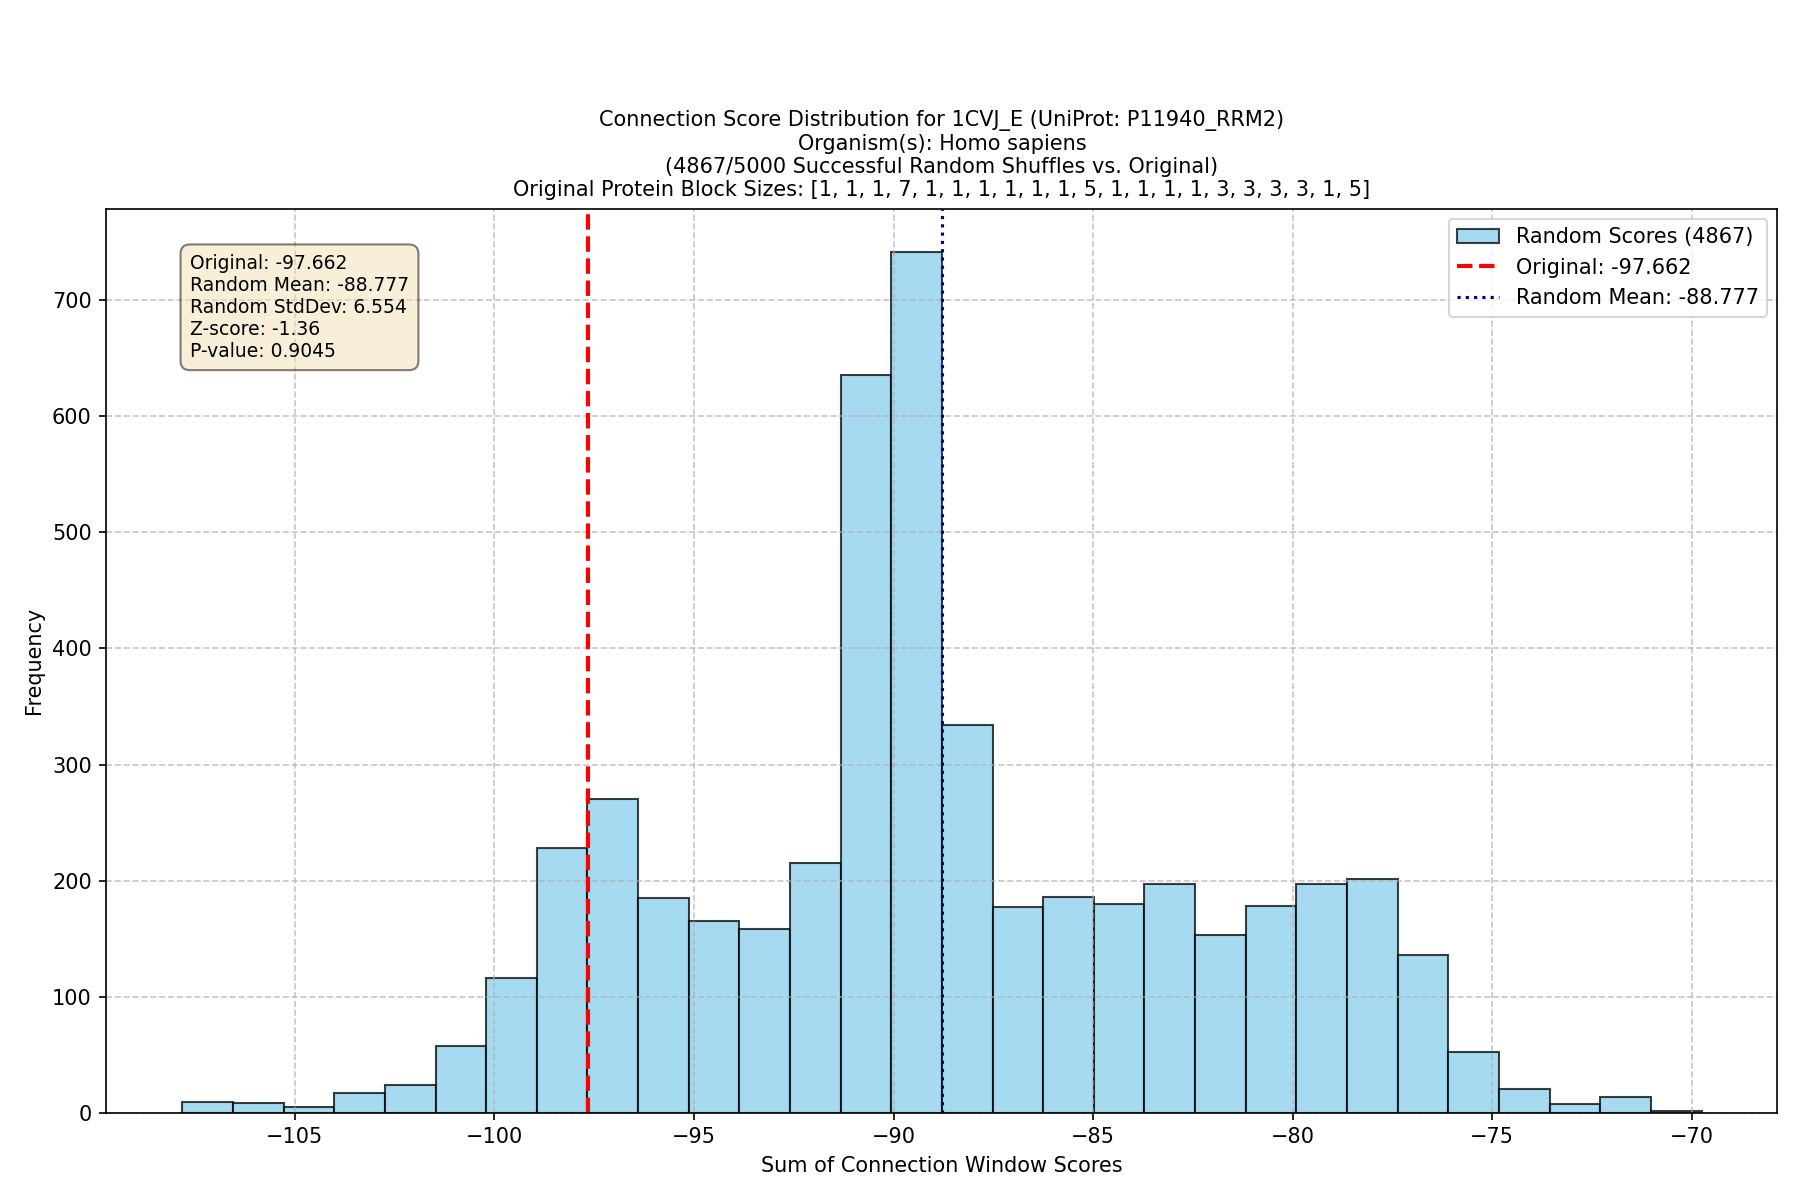 Connection Score Distribution for 1CVJ_E (UniProt: P11940_RRM2)
Organism(s): Homo sapiens
(4867/5000 Successful Random Shuffles vs. Original)
Original Protein Block Sizes: [1, 1, 1, 7, 1, 1, 1, 1, 1, 1, 5, 1, 1, 1, 1, 3, 3, 3, 3, 1, 5]
Original: -97.662
Random Mean: -88.777
Random StdDev: 6.554
Z-score: -1.36
P-value: 0.9045
Random Scores (4867)
Original: -97.662
Random Mean: -88.777
Frequency
700
600
500
400
300
200
100
0
−105
−100
−95
−90
−85
−80
−75
−70
Sum of Connection Window Scores